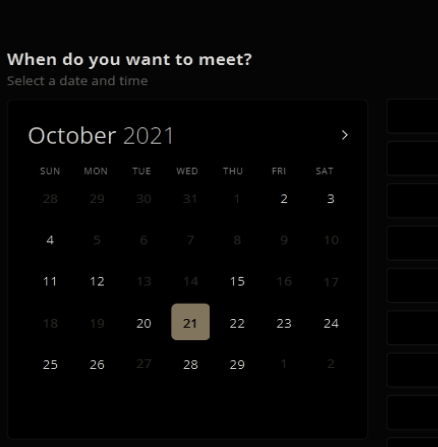 When do you want to meet?
Select a date and time
October 2021
SUN MON TUE WED THU FRI SAT
28 29 30 31 1 2 3
4 5 6 7 8 9 10
11 12 13 14 15 16 17
18 19 20 21 22 23 24
25 26 27 28 29 1 2